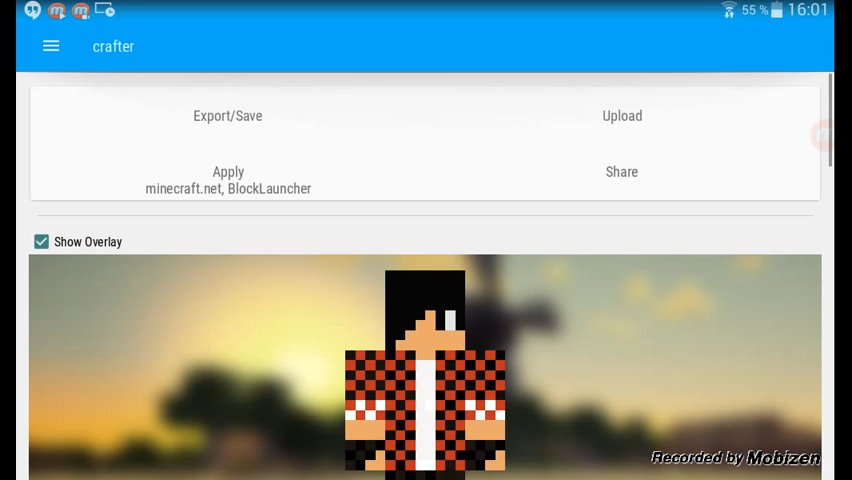 55 % 16:01
crafter
Export/Save
Upload
Apply
minecraft.net, BlockLauncher
Share
Show Overlay
Recorded by Mobizen